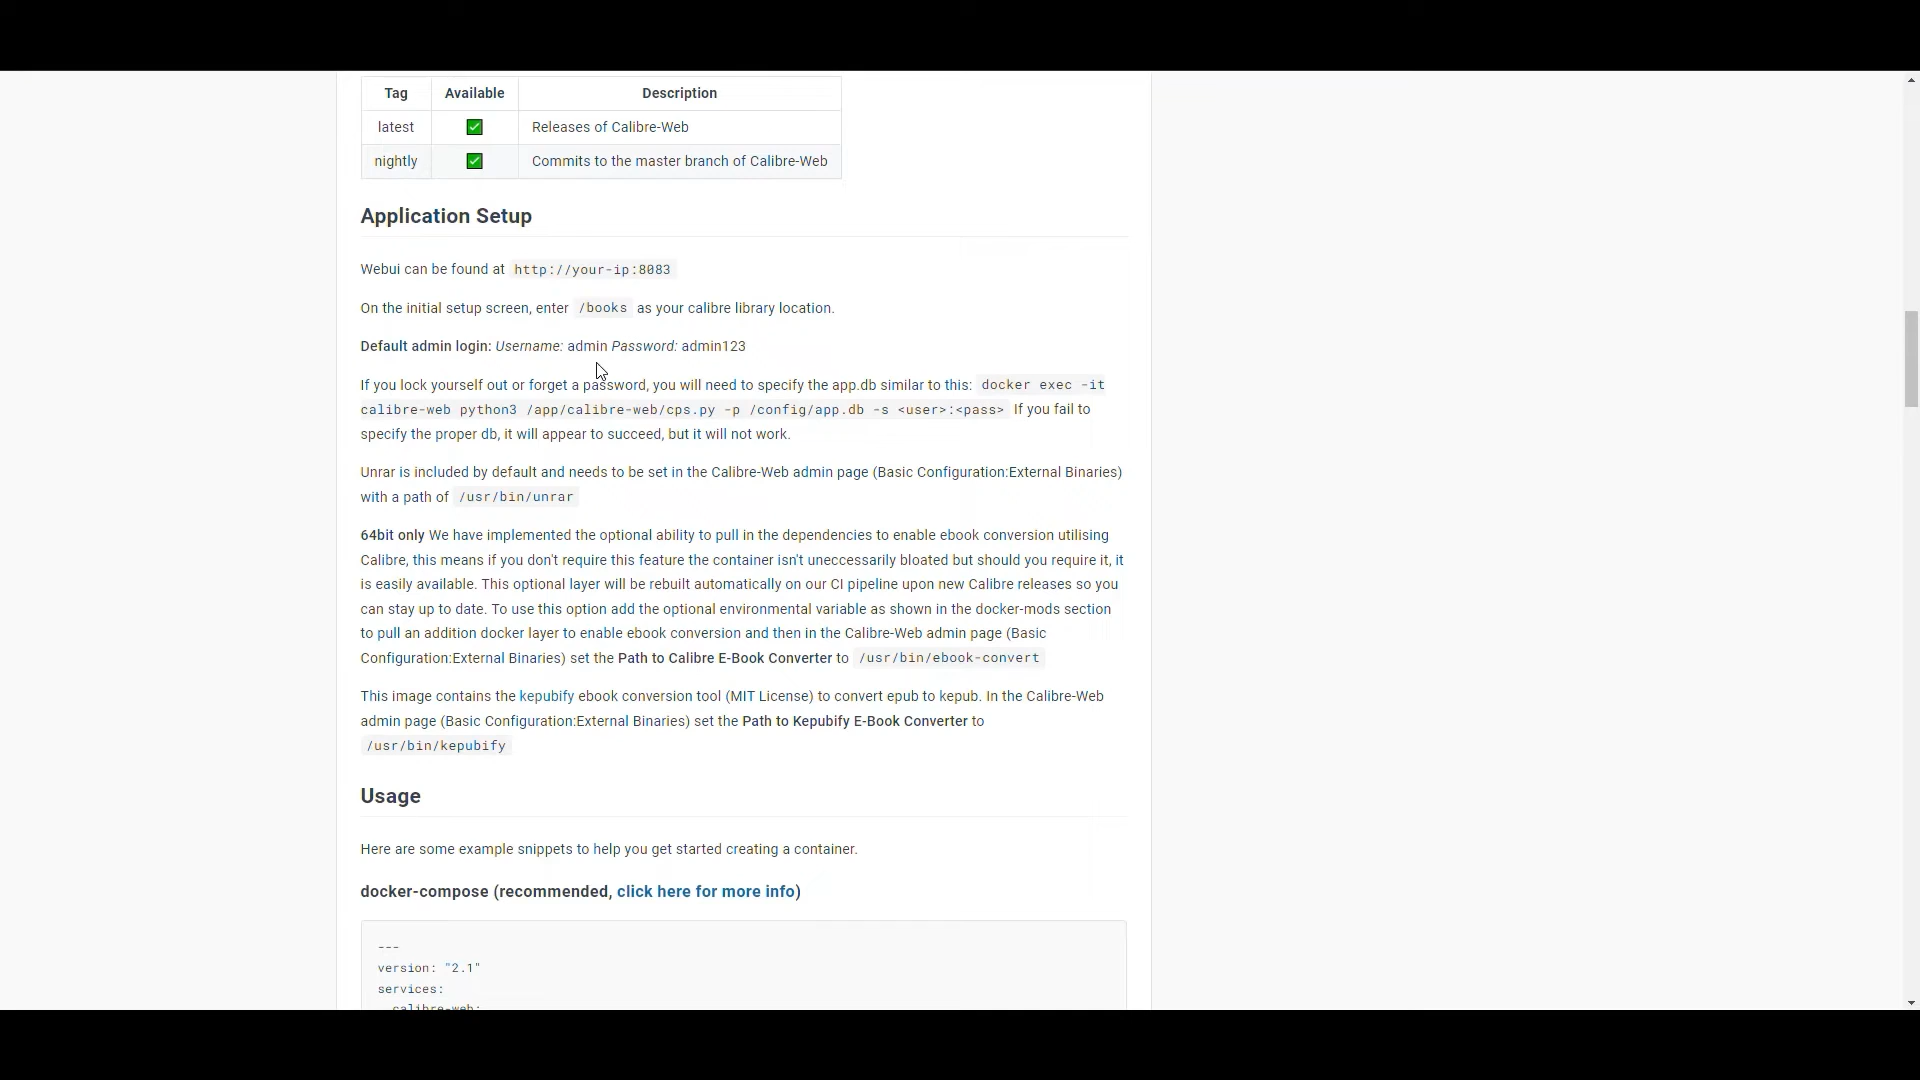 Tag Available Description
latest ✅ Releases of Calibre-Web
nightly ✅ Commits to the master branch of Calibre-Web
Application Setup
Webui can be found at http://your-ip:8083
On the initial setup screen, enter /books as your calibre library location.
Default admin login: Username: admin Password: admin123
If you lock yourself out or forget a password, you will need to specify the app.db similar to this: docker exec -it
calibre-web python3 /app/calibre-web/cps.py -p /config/app.db -s <user>:<pass> If you fail to
specify the proper db, it will appear to succeed, but it will not work.
Unrar is included by default and needs to be set in the Calibre-Web admin page (Basic Configuration:External Binaries)
with a path of /usr/bin/unrar
64bit only We have implemented the optional ability to pull in the dependencies to enable ebook conversion utilising
Calibre, this means if you don't require this feature the container isn't uneccessarily bloated but should you require it, it
is easily available. This optional layer will be rebuilt automatically on our CI pipeline upon new Calibre releases so you
can stay up to date. To use this option add the optional environmental variable as shown in the docker-mods section
to pull an addition docker layer to enable ebook conversion and then in the Calibre-Web admin page (Basic
Configuration:External Binaries) set the Path to Calibre E-Book Converter to /usr/bin/ebook-convert
This image contains the kepubify ebook conversion tool (MIT License) to convert epub to kepub. In the Calibre-Web
admin page (Basic Configuration:External Binaries) set the Path to Kepubify E-Book Converter to
/usr/bin/kepubify
Usage
Here are some example snippets to help you get started creating a container.
docker-compose (recommended, click here for more info)
---
version: "2.1"
services:
calibre-web: